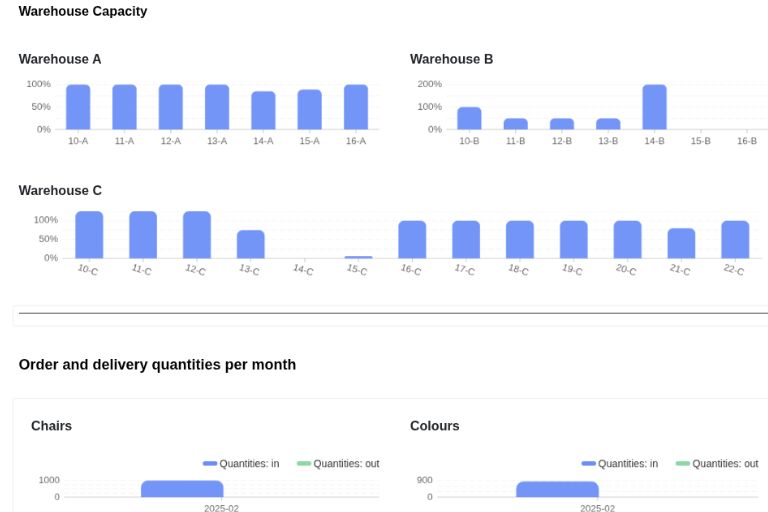 Warehouse Capacity
Warehouse A
100%
50%
0%
10-A 11-A 12-A 13-A 14-A 15-A 16-A
Warehouse B
200%
100%
0%
10-B 11-B 12-B 13-B 14-B 15-B 16-B
Warehouse C
100%
50%
0%
10-C 11-C 12-C 13-C 14-C 15-C 16-C 17-C 18-C 19-C 20-C 21-C 22-C
Order and delivery quantities per month
Chairs
Quantities: in Quantities: out
1000
0
2025-02
Colours
Quantities: in Quantities: out
900
0
2025-02